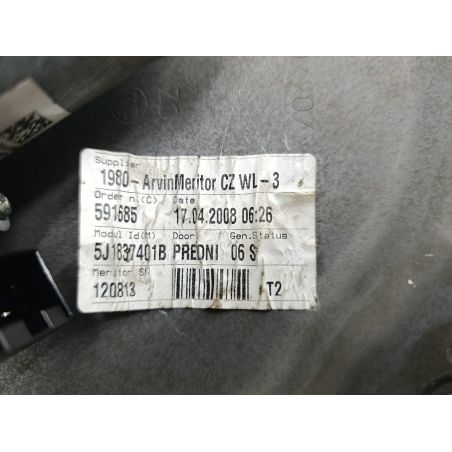 Supplier
1980-ArvinMeritor CZ WL-3
Order n.(C) Date
591685 17.04.2008 06:26
Modul Id(M) Door Gen.Status
5J1837401B PREDNI 06 S
Meritor SN
120813 T2